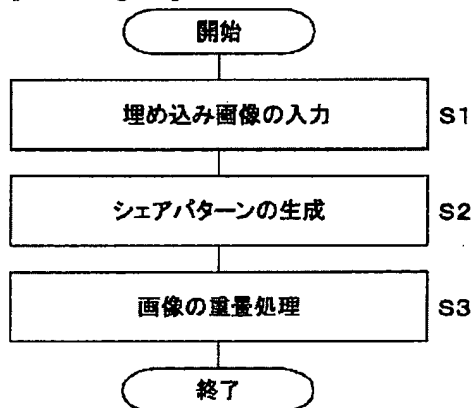 開始
埋め込み画像の入力 S1
シェアパターンの生成 S2
画像の重畳処理 S3
終了